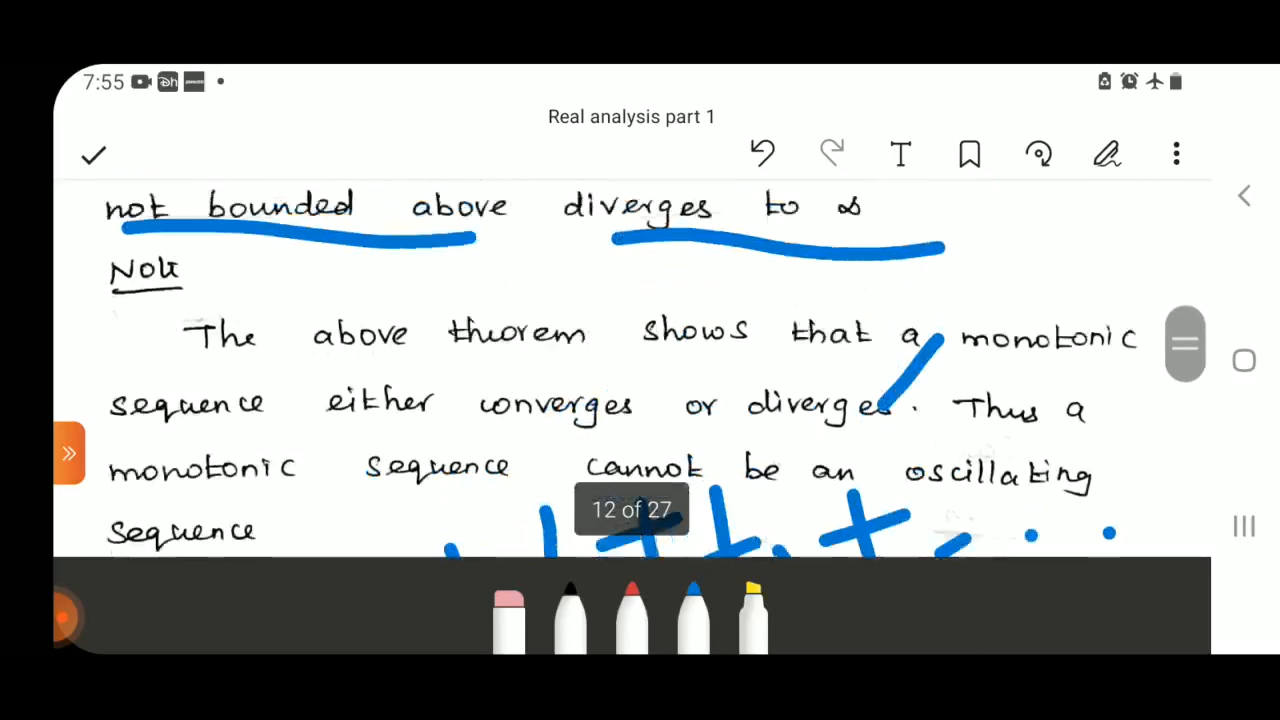 7:55
Real analysis part 1
not bounded above diverges to ∞
Note
The above theorem shows that a monotonic
sequence either converges or diverges. Thus a
monotonic sequence cannot be an oscillating
12 of 27
sequence